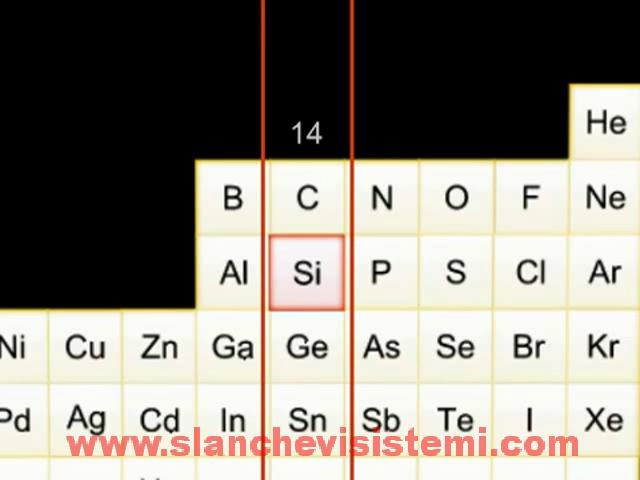 14
He
B C N O F Ne
Al Si P S Cl Ar
Ni Cu Zn Ga Ge As Se Br Kr
Pd Ag Cd In Sn Sb Te I Xe
www.slanchevisistemi.com